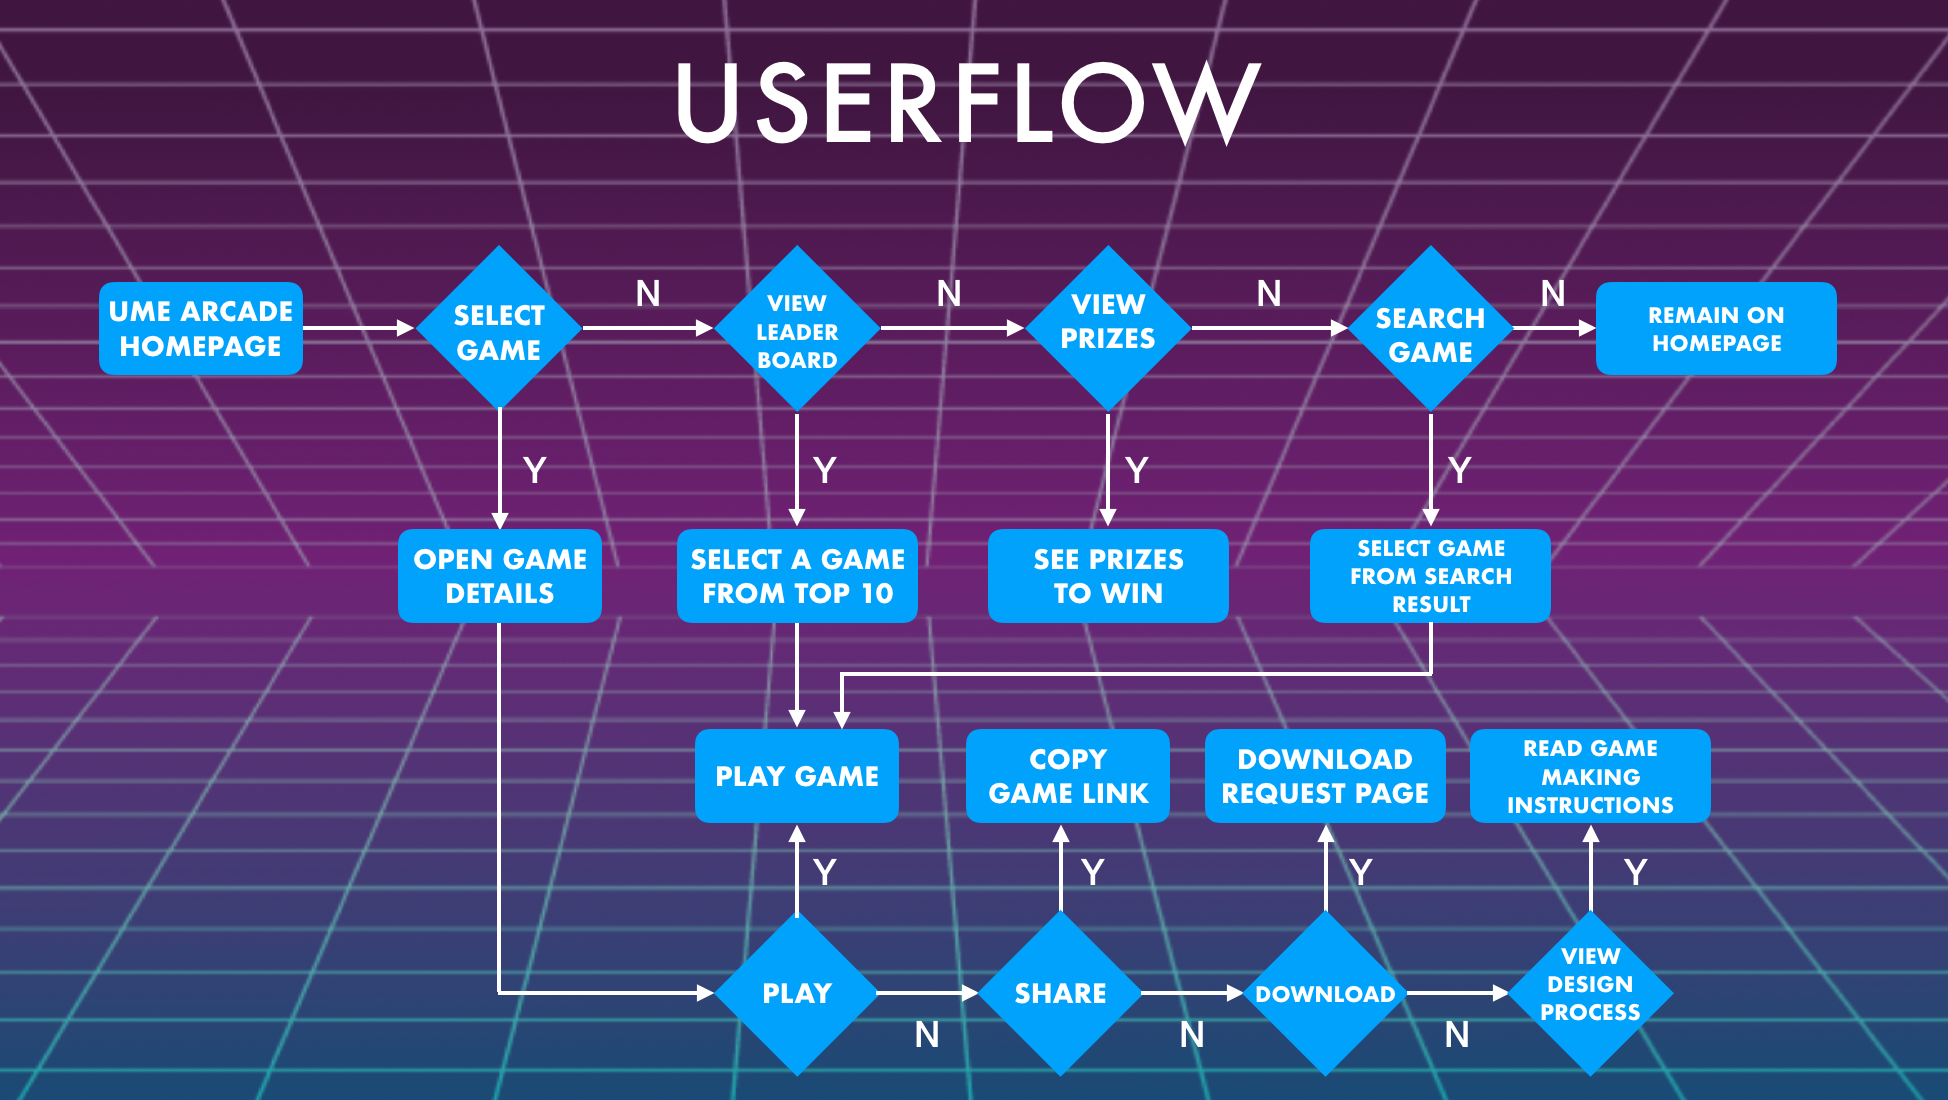 USERFLOW
UME ARCADE
HOMEPAGE
SELECT
GAME
N
VIEW
LEADER
BOARD
N
VIEW
PRIZES
N
SEARCH
GAME
N
REMAIN ON
HOMEPAGE
Y
Y
Y
Y
OPEN GAME
DETAILS
SELECT A GAME
FROM TOP 10
SEE PRIZES
TO WIN
SELECT GAME
FROM SEARCH
RESULT
PLAY GAME
COPY
GAME LINK
DOWNLOAD
REQUEST PAGE
READ GAME
MAKING
INSTRUCTIONS
Y
Y
Y
Y
PLAY
N
SHARE
N
DOWNLOAD
N
VIEW
DESIGN
PROCESS